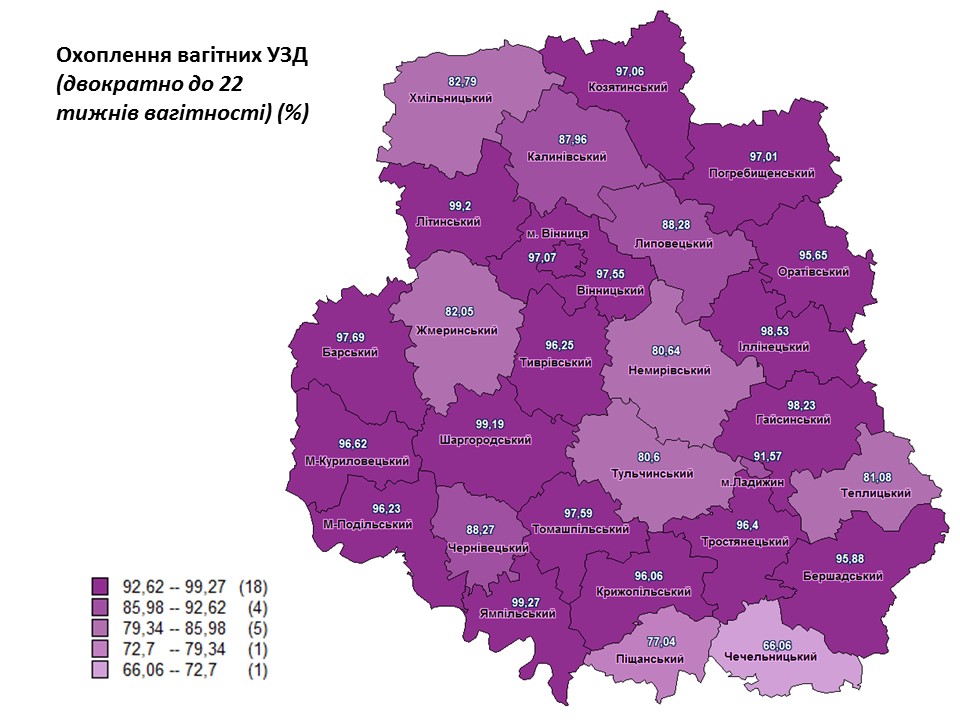 Охоплення вагітних УЗД
(двократно до 22
тижнів вагітності) (%)
97,06
Козятинський
82,79
Хмільницький
87,96
Калинівський
97,01
Погребищенський
99,2
Літинський
88,28
Липовецький
м. Вінниця
97,07
97,55
Вінницький
95,65
Оратівський
82,05
Жмеринський
97,69
Барський
96,25
Тиврівський
80,64
Немирівський
98,53
Іллінецький
98,23
Гайсинський
99,19
Шаргородський
96,62
М-Куриловецький
80,6
Тульчинський
91,57
м.Ладижин
81,08
Теплицький
96,23
М-Подільський
88,27
Чернівецький
97,59
Томашпільський
96,4
Тростянецький
95,88
Бершадський
96,06
Крижопільський
99,27
Ямпільський
77,04
Піщанський
66,06
Чечельницький
92,62 -- 99,27 (18)
85,98 -- 92,62 (4)
79,34 -- 85,98 (5)
72,7 -- 79,34 (1)
66,06 -- 72,7 (1)